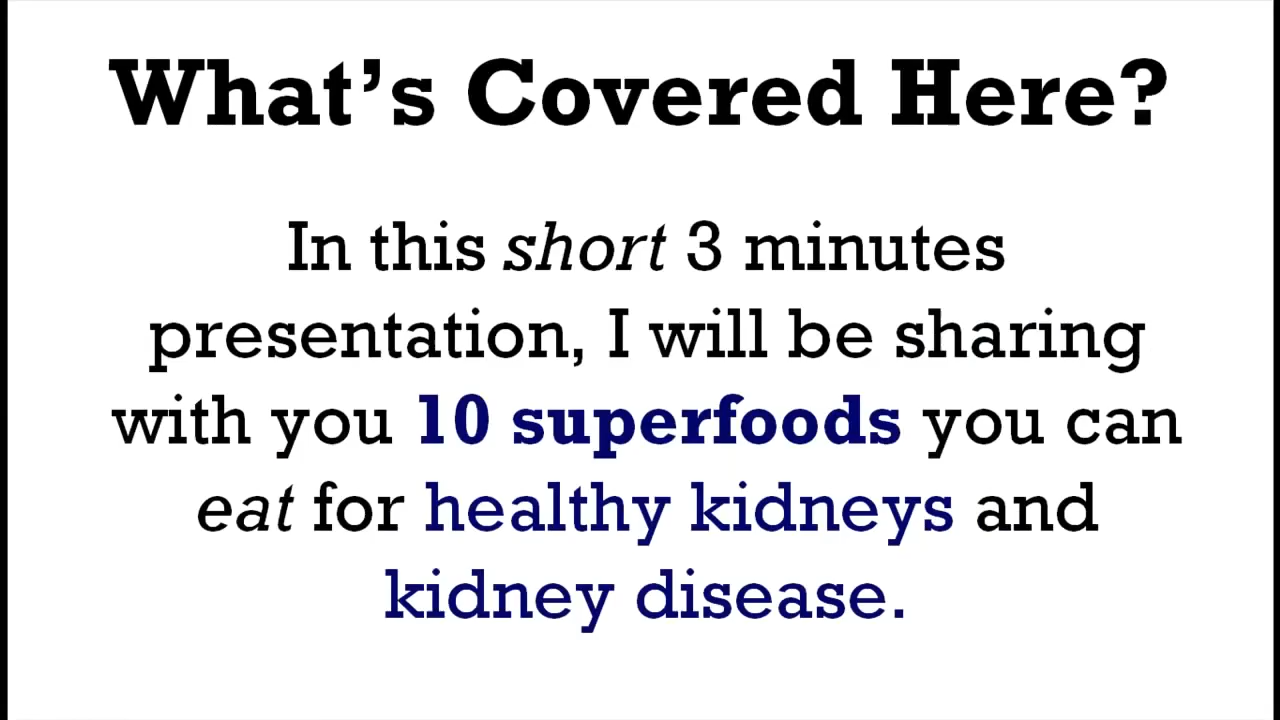 What’s Covered Here?
In this short 3 minutes
presentation, I will be sharing
with you 10 superfoods you can
eat for healthy kidneys and
kidney disease.